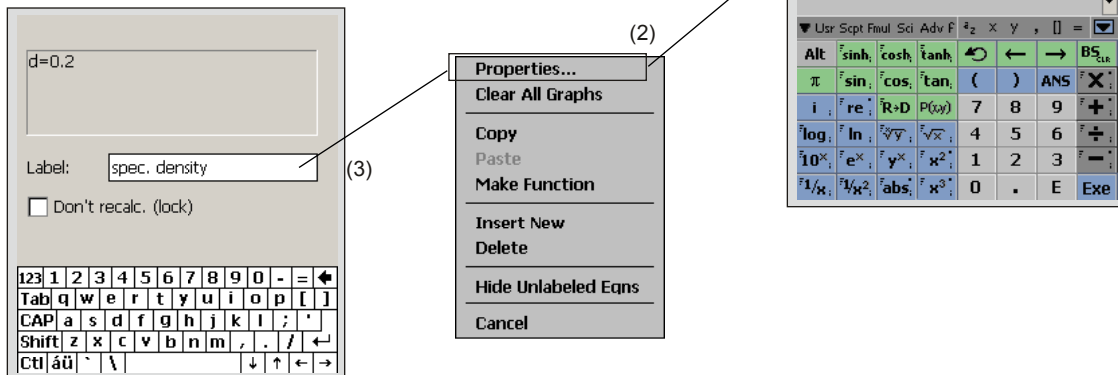 d=0.2
Label: spec. density
(3)
Don't recalc. (lock)
123 1 2 3 4 5 6 7 8 9 0 - =
Tab q w e r t y u i o p [ ]
CAP a s d f g h j k l ; '
Shift z x c v b n m , . /
Ctl áü ` \ ↓ ↑ ← →
(2)
Properties...
Clear All Graphs
Copy
Paste
Make Function
Insert New
Delete
Hide Unlabeled Eqns
Cancel
Usr Scpt Fmul Sci Adv F ªz X y , [] =
Alt sinh cosh tanh ← → BS CLR
π sin cos tan ( ) ANS X
i re R→D P(x,y) 7 8 9 +
log ln ˣ√y √x 4 5 6 ÷
10ˣ eˣ yˣ x² 1 2 3 −
1/x 1/x² abs x³ 0 . E Exe